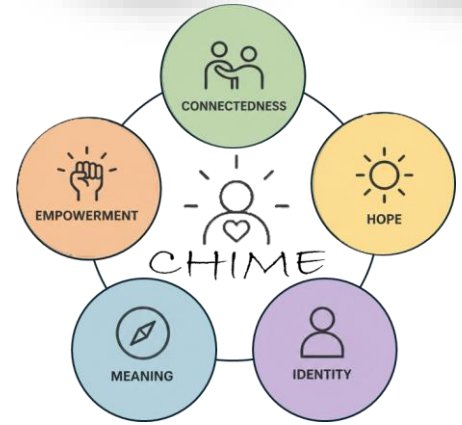 CONNECTEDNESS
HOPE
IDENTITY
MEANING
EMPOWERMENT
CHIME